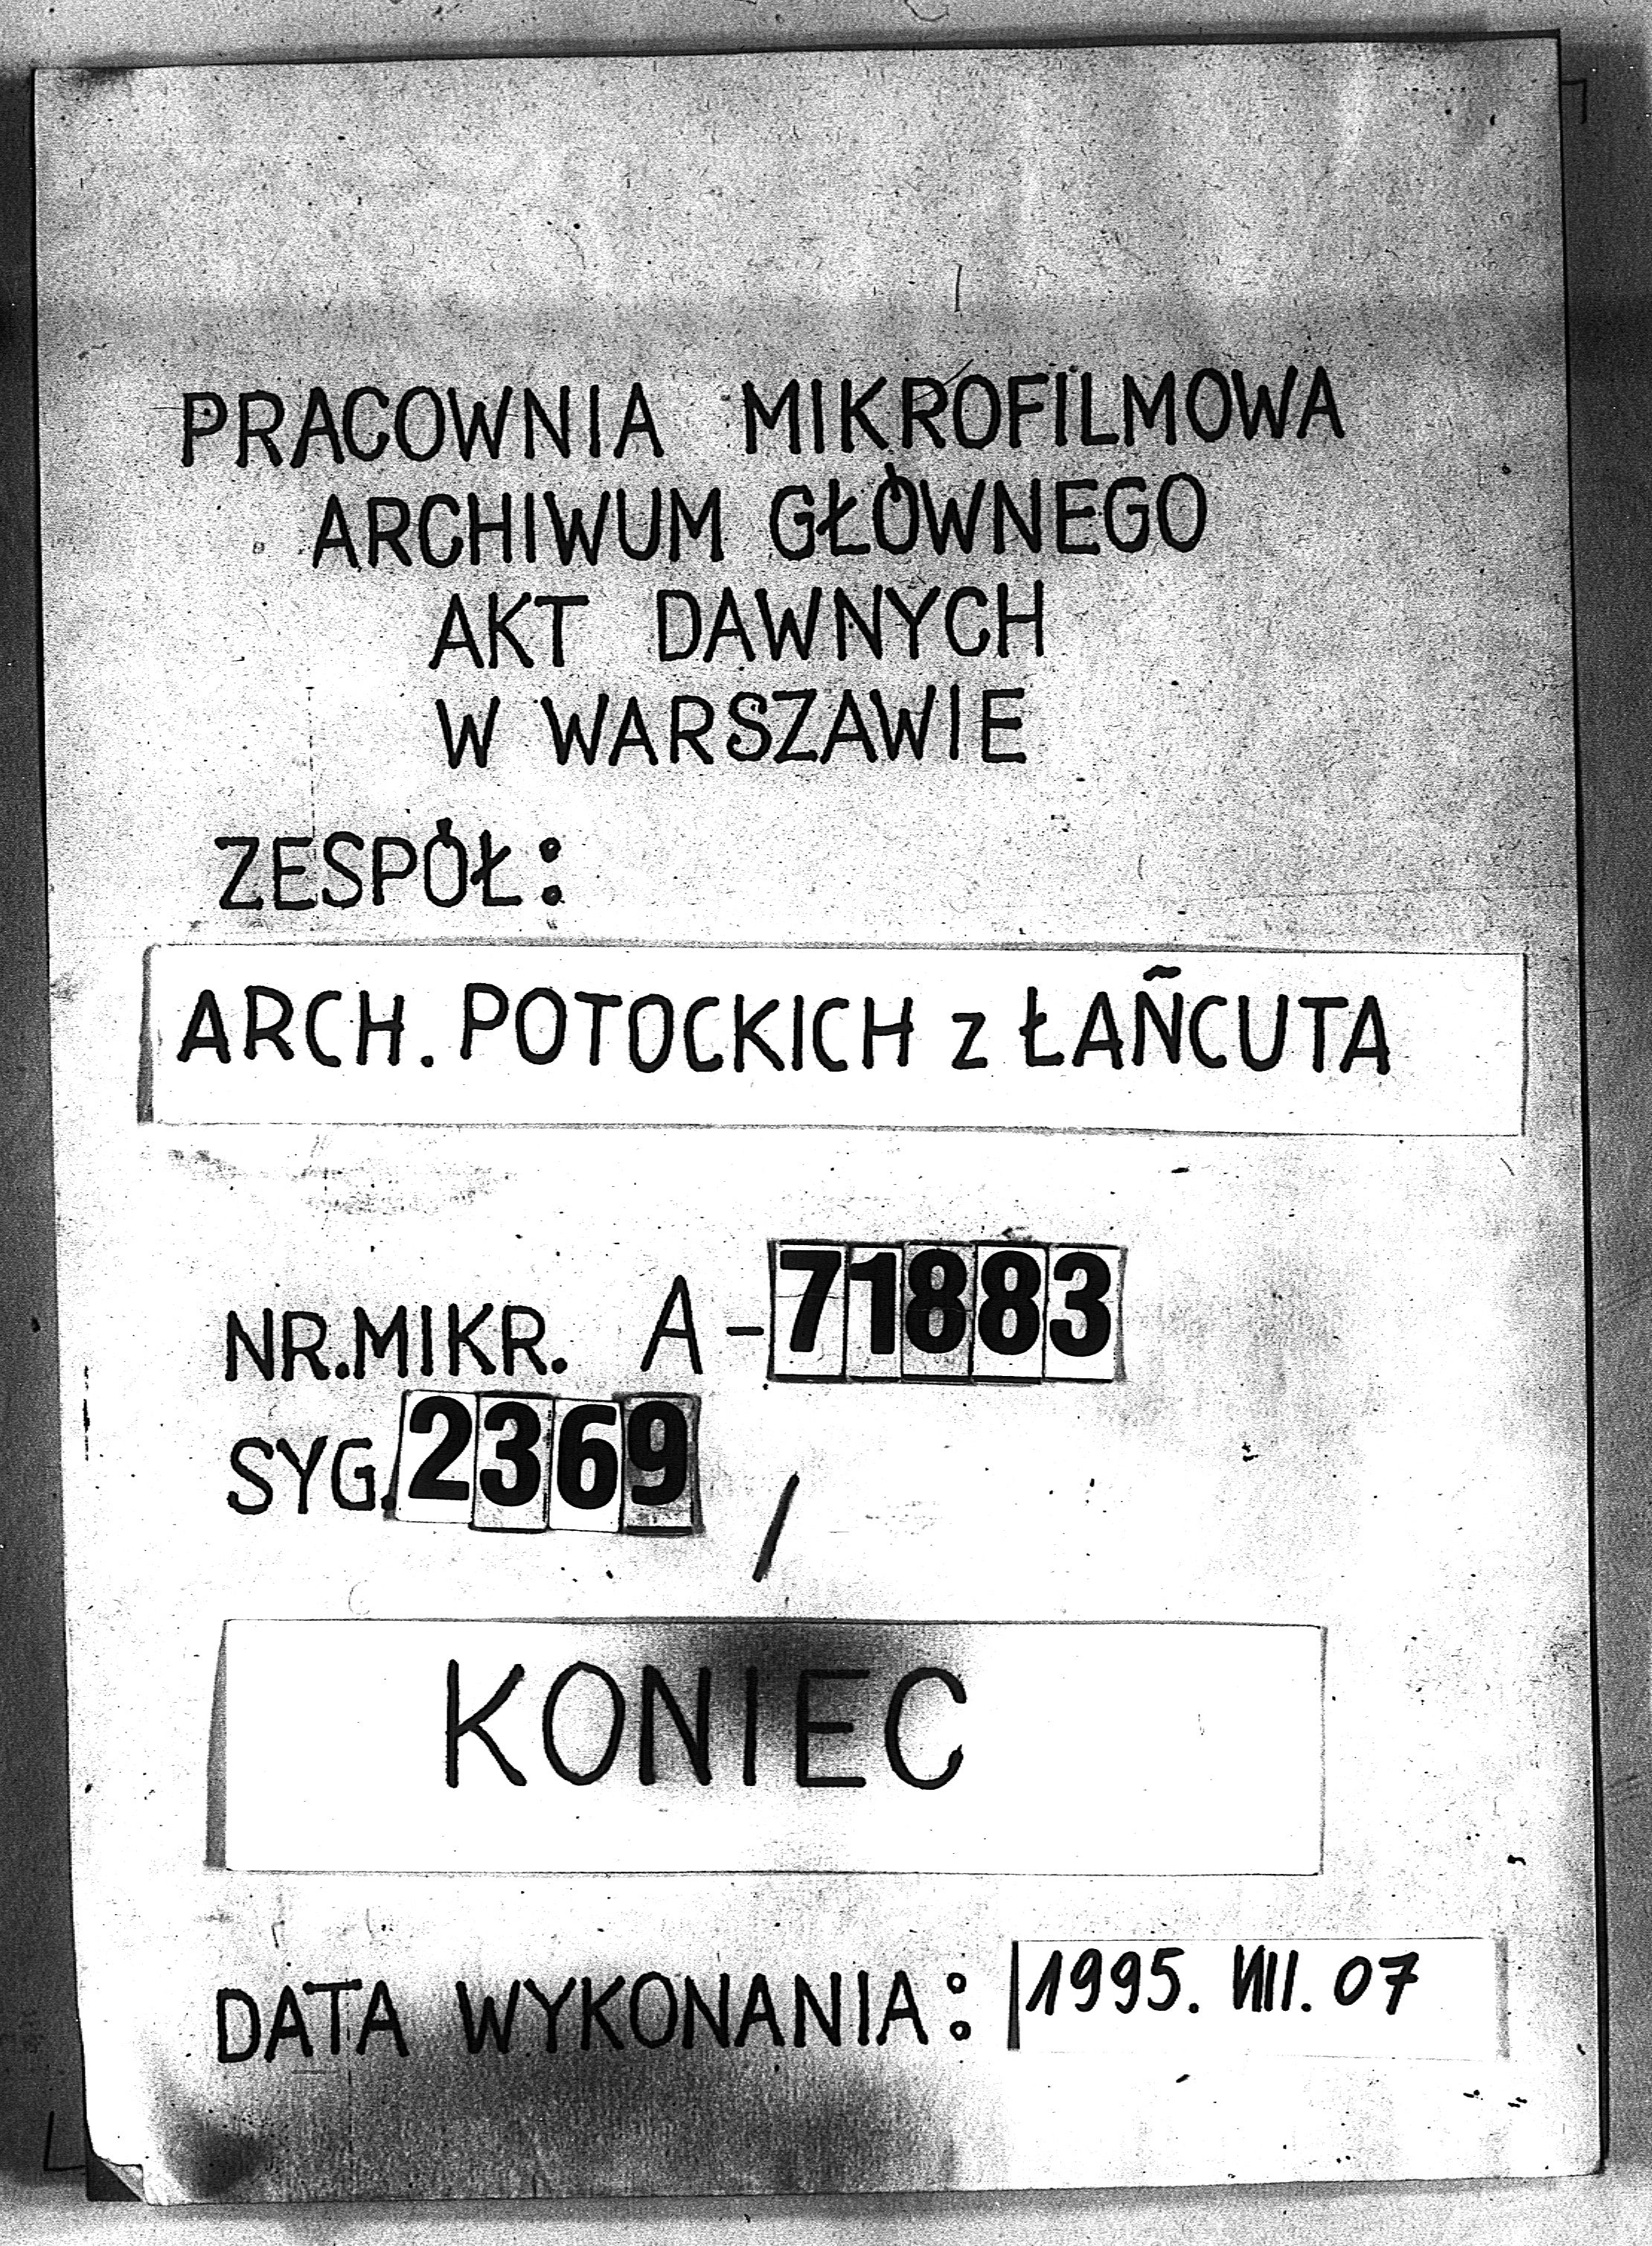 PRACOWNIA MIKROFILMOWA
ARCHIWUM GŁÓWNEGO
AKT DAWNYCH
W WARSZAWIE
ZESPÓŁ:
ARCH. POTOCKICH z ŁAÑCUTA
NR. MIKR. A-71883
SYG. 2369 /
KONIEC
DATA WYKONANIA: 1995. VIII. 07